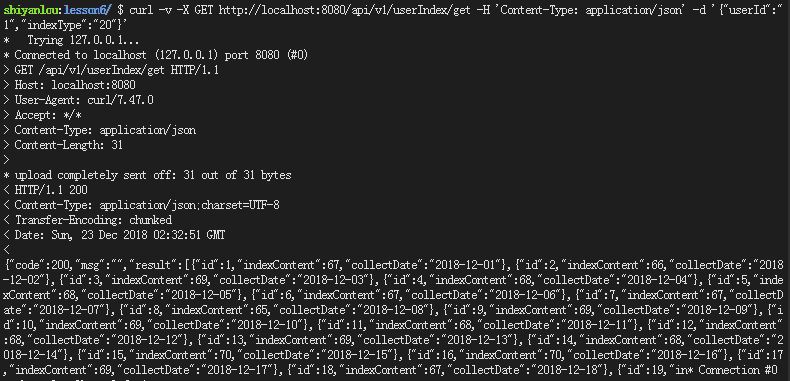 shiyanlou:lesson6/ $ curl -v -X GET http://localhost:8080/api/v1/userIndex/get -H 'Content-Type: application/json' -d '{"userId":"
1","indexType":"20"}'
*   Trying 127.0.0.1...
* Connected to localhost (127.0.0.1) port 8080 (#0)
> GET /api/v1/userIndex/get HTTP/1.1
> Host: localhost:8080
> User-Agent: curl/7.47.0
> Accept: */*
> Content-Type: application/json
> Content-Length: 31
>
* upload completely sent off: 31 out of 31 bytes
< HTTP/1.1 200
< Content-Type: application/json;charset=UTF-8
< Transfer-Encoding: chunked
< Date: Sun, 23 Dec 2018 02:32:51 GMT
<
{"code":200,"msg":"","result":[{"id":1,"indexContent":67,"collectDate":"2018-12-01"},{"id":2,"indexContent":66,"collectDate":"2018
-12-02"},{"id":3,"indexContent":69,"collectDate":"2018-12-03"},{"id":4,"indexContent":68,"collectDate":"2018-12-04"},{"id":5,"inde
xContent":68,"collectDate":"2018-12-05"},{"id":6,"indexContent":67,"collectDate":"2018-12-06"},{"id":7,"indexContent":67,"collectD
ate":"2018-12-07"},{"id":8,"indexContent":65,"collectDate":"2018-12-08"},{"id":9,"indexContent":69,"collectDate":"2018-12-09"},{"i
d":10,"indexContent":69,"collectDate":"2018-12-10"},{"id":11,"indexContent":68,"collectDate":"2018-12-11"},{"id":12,"indexContent"
:68,"collectDate":"2018-12-12"},{"id":13,"indexContent":69,"collectDate":"2018-12-13"},{"id":14,"indexContent":68,"collectDate":"2
018-12-14"},{"id":15,"indexContent":70,"collectDate":"2018-12-15"},{"id":16,"indexContent":70,"collectDate":"2018-12-16"},{"id":17
,"indexContent":69,"collectDate":"2018-12-17"},{"id":18,"indexContent":67,"collectDate":"2018-12-18"},{"id":19,"in* Connection #0